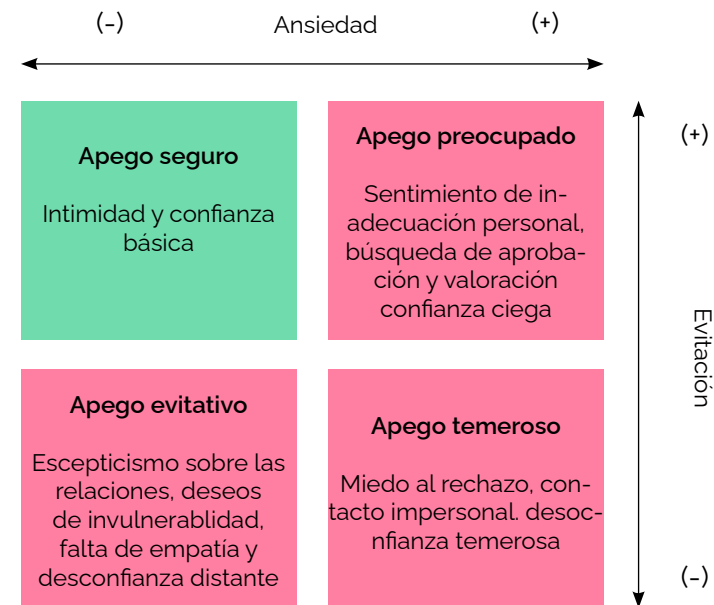 (-) Ansiedad (+)
Apego seguro
Intimidad y confianza
básica
Apego preocupado
Sentimiento de in-
adecuación personal,
búsqueda de aproba-
ción y valoración
confianza ciega
(+)
Evitación
(-)
Apego evitativo
Escepticismo sobre las
relaciones, deseos
de invulnerablidad,
falta de empatía y
desconfianza distante
Apego temeroso
Miedo al rechazo, con-
tacto impersonal. desoc-
nfianza temerosa